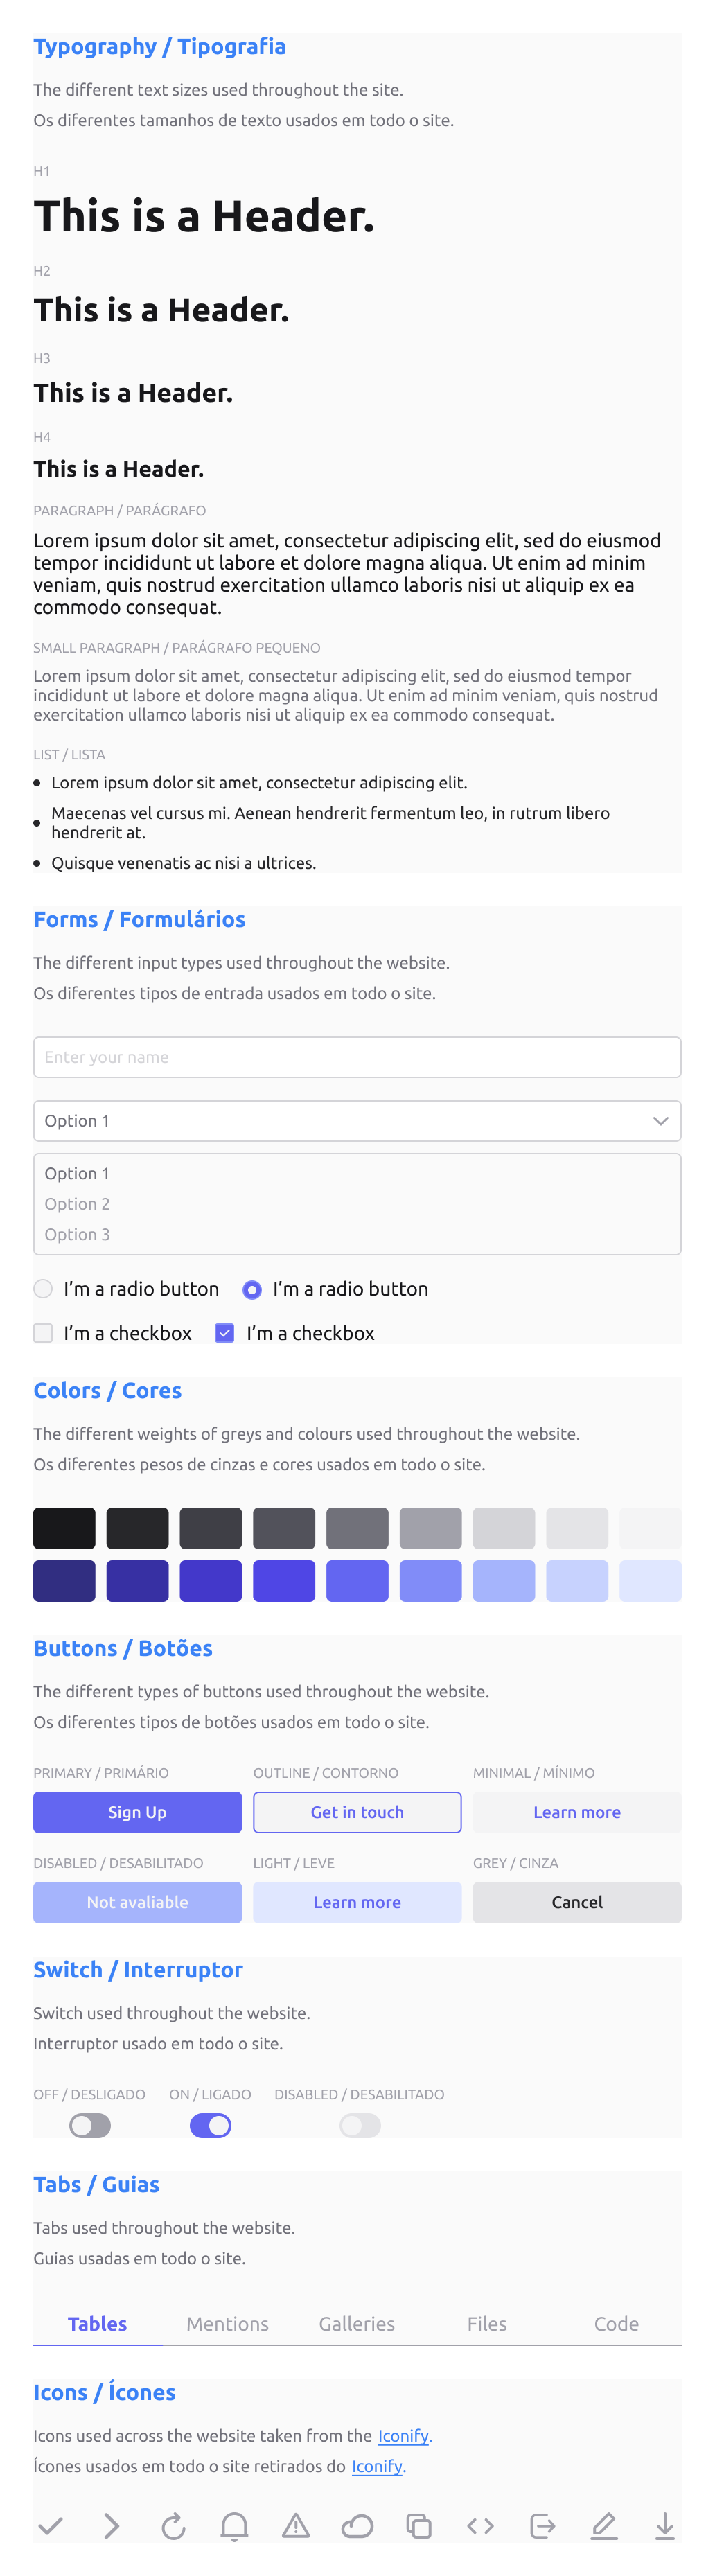 Typography / Tipografia
The different text sizes used throughout the site.
Os diferentes tamanhos de texto usados em todo o site.
H1
This is a Header.
H2
This is a Header.
H3
This is a Header.
H4
This is a Header.
PARAGRAPH / PARÁGRAFO
Lorem ipsum dolor sit amet, consectetur adipiscing elit, sed do eiusmod
tempor incididunt ut labore et dolore magna aliqua. Ut enim ad minim
veniam, quis nostrud exercitation ullamco laboris nisi ut aliquip ex ea
commodo consequat.
SMALL PARAGRAPH / PARÁGRAFO PEQUENO
Lorem ipsum dolor sit amet, consectetur adipiscing elit, sed do eiusmod tempor
incididunt ut labore et dolore magna aliqua. Ut enim ad minim veniam, quis nostrud
exercitation ullamco laboris nisi ut aliquip ex ea commodo consequat.
LIST / LISTA
Lorem ipsum dolor sit amet, consectetur adipiscing elit.
Maecenas vel cursus mi. Aenean hendrerit fermentum leo, in rutrum libero
hendrerit at.
Quisque venenatis ac nisi a ultrices.
Forms / Formulários
The different input types used throughout the website.
Os diferentes tipos de entrada usados em todo o site.
Enter your name
Option 1
Option 1
Option 2
Option 3
I'm a radio button I'm a radio button
I'm a checkbox I'm a checkbox
Colors / Cores
The different weights of greys and colours used throughout the website.
Os diferentes pesos de cinzas e cores usados em todo o site.
Buttons / Botões
The different types of buttons used throughout the website.
Os diferentes tipos de botões usados em todo o site.
PRIMARY / PRIMÁRIO OUTLINE / CONTORNO MINIMAL / MÍNIMO
Sign Up Get in touch Learn more
DISABLED / DESABILITADO LIGHT / LEVE GREY / CINZA
Not avaliable Learn more Cancel
Switch / Interruptor
Switch used throughout the website.
Interruptor usado em todo o site.
OFF / DESLIGADO ON / LIGADO DISABLED / DESABILITADO
Tabs / Guias
Tabs used throughout the website.
Guias usadas em todo o site.
Tables Mentions Galleries Files Code
Icons / Ícones
Icons used across the website taken from the Iconify.
Ícones usados em todo o site retirados do Iconify.